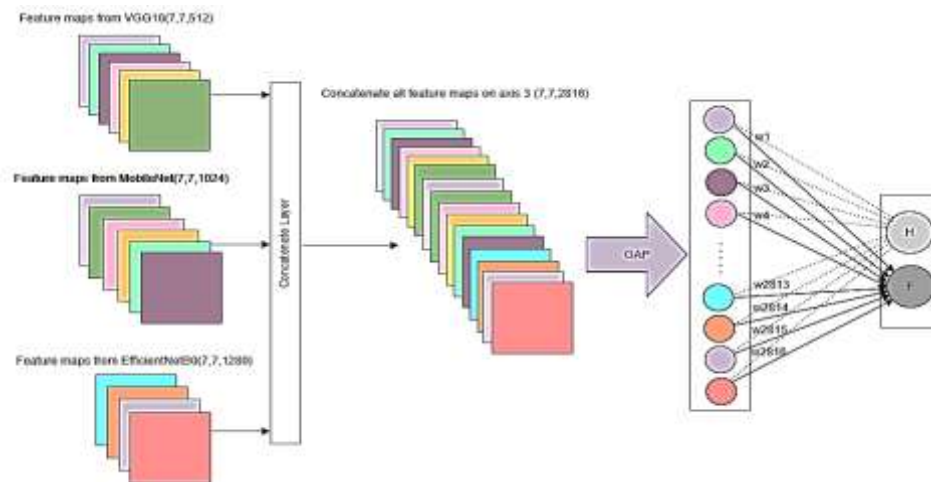 Feature maps from VGG16(7,7,512)
Concatenate all feature maps on axis 3 (7,7,2816)
Feature maps from MobileNet(7,7,1024)
Concatenate Layer
Feature maps from EfficientNetB0(7,7,1280)
GAP
w1
w2
w3
w4
w2813
w2814
w2815
w2816
H
F